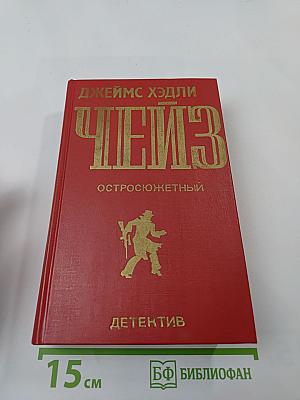 ДЖЕЙМС ХЭДЛИ
ЧЕЙЗ
ОСТРОСЮЖЕТНЫЙ
ДЕТЕКТИВ
15 см
БФ БИБЛИОФАН